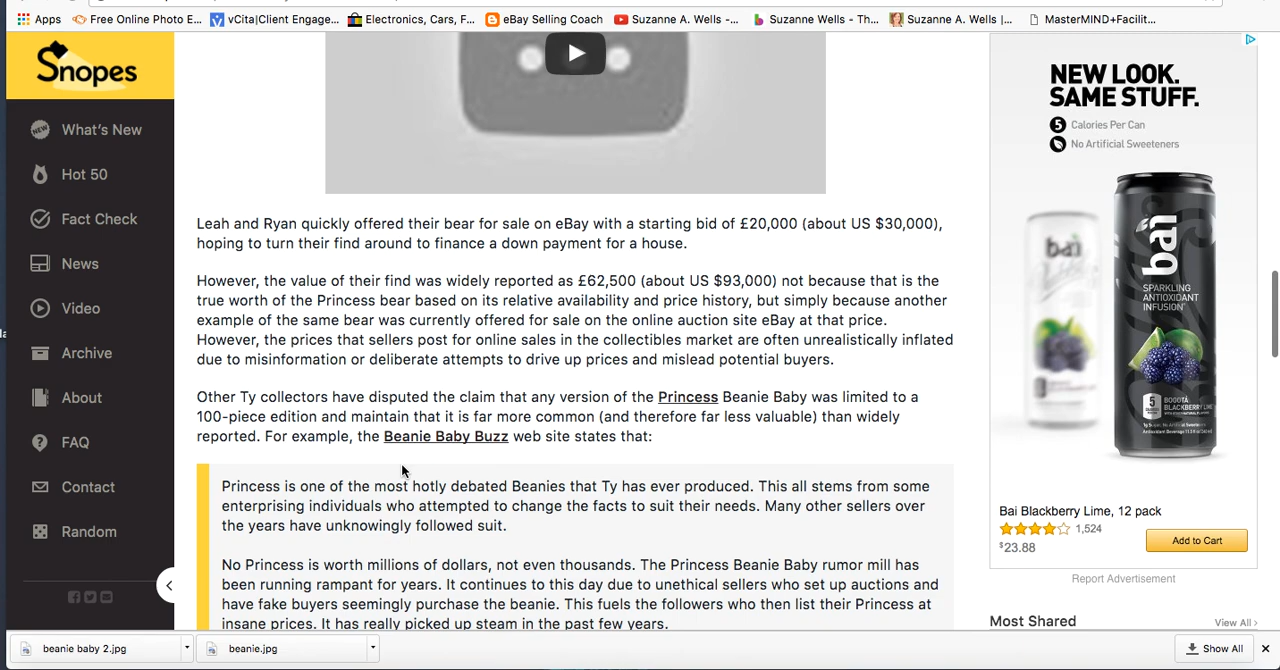 Apps
Free Online Photo E...
vCita|Client Engage...
Electronics, Cars, F...
eBay Selling Coach
Suzanne A. Wells -...
Suzanne Wells - Th...
Suzanne A. Wells |...
MasterMIND+Facilit...
Snopes
NEW
What's New
Hot 50
Fact Check
News
Video
Archive
About
FAQ
Contact
Random
Leah and Ryan quickly offered their bear for sale on eBay with a starting bid of £20,000 (about US $30,000),
hoping to turn their find around to finance a down payment for a house.
However, the value of their find was widely reported as £62,500 (about US $93,000) not because that is the
true worth of the Princess bear based on its relative availability and price history, but simply because another
example of the same bear was currently offered for sale on the online auction site eBay at that price.
However, the prices that sellers post for online sales in the collectibles market are often unrealistically inflated
due to misinformation or deliberate attempts to drive up prices and mislead potential buyers.
Other Ty collectors have disputed the claim that any version of the Princess Beanie Baby was limited to a
100-piece edition and maintain that it is far more common (and therefore far less valuable) than widely
reported. For example, the Beanie Baby Buzz web site states that:
Princess is one of the most hotly debated Beanies that Ty has ever produced. This all stems from some
enterprising individuals who attempted to change the facts to suit their needs. Many other sellers over
the years have unknowingly followed suit.
No Princess is worth millions of dollars, not even thousands. The Princess Beanie Baby rumor mill has
been running rampant for years. It continues to this day due to unethical sellers who set up auctions and
have fake buyers seemingly purchase the beanie. This fuels the followers who then list their Princess at
insane prices. It has really picked up steam in the past few years.
NEW LOOK.
SAME STUFF.
5 Calories Per Can
No Artificial Sweeteners
bai
bai
SPARKLING
ANTIOXIDANT
INFUSION
5
BOGOTÁ
BLACKBERRY LIME
Bai Blackberry Lime, 12 pack
1,524
$23.88
Add to Cart
Report Advertisement
Most Shared
View All ›
beanie baby 2.jpg
beanie.jpg
Show All